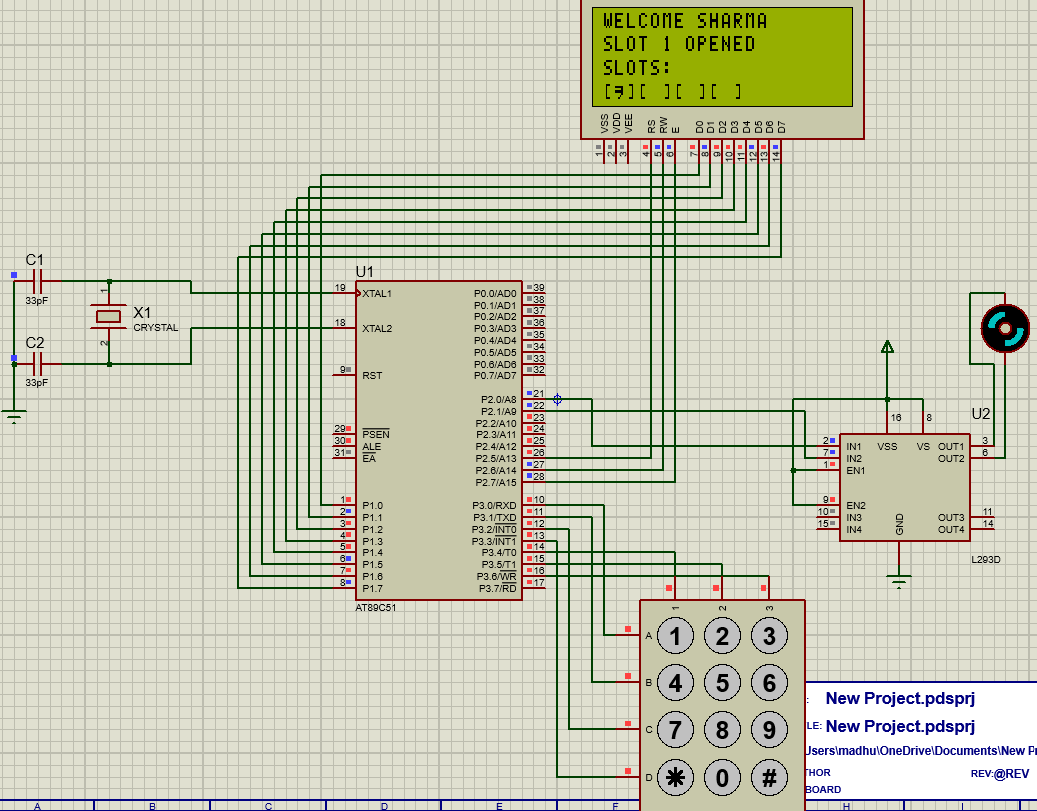 WELCOME SHARMA
SLOT 1 OPENED
SLOTS:
VSS VDD VEE RS RW E D0 D1 D2 D3 D4 D5 D6 D7
1 2 3 4 5 6 7 8 9 10 11 12 13 14
C1
33pF
X1
CRYSTAL
1
2
C2
33pF
U1
19 XTAL1
18 XTAL2
9 RST
29 PSEN
30 ALE
31 EA
1 P1.0
2 P1.1
3 P1.2
4 P1.3
5 P1.4
6 P1.5
7 P1.6
8 P1.7
P0.0/AD0 39
P0.1/AD1 38
P0.2/AD2 37
P0.3/AD3 36
P0.4/AD4 35
P0.5/AD5 34
P0.6/AD6 33
P0.7/AD7 32
P2.0/A8 21
P2.1/A9 22
P2.2/A10 23
P2.3/A11 24
P2.4/A12 25
P2.5/A13 26
P2.6/A14 27
P2.7/A15 28
P3.0/RXD 10
P3.1/TXD 11
P3.2/INT0 12
P3.3/INT1 13
P3.4/T0 14
P3.5/T1 15
P3.6/WR 16
P3.7/RD 17
AT89C51
U2
16 8
2 IN1 VSS VS OUT1 3
7 IN2 OUT2 6
1 EN1
9 EN2
10 IN3 OUT3 11
15 IN4 OUT4 14
GND
L293D
1 2 3
A 1 2 3
B 4 5 6
C 7 8 9
D * 0 #
New Project.pdsprj
LE: New Project.pdsprj
Users\madhu\OneDrive\Documents\New Pr
THOR REV:@REV
BOARD
A B C D E F H I